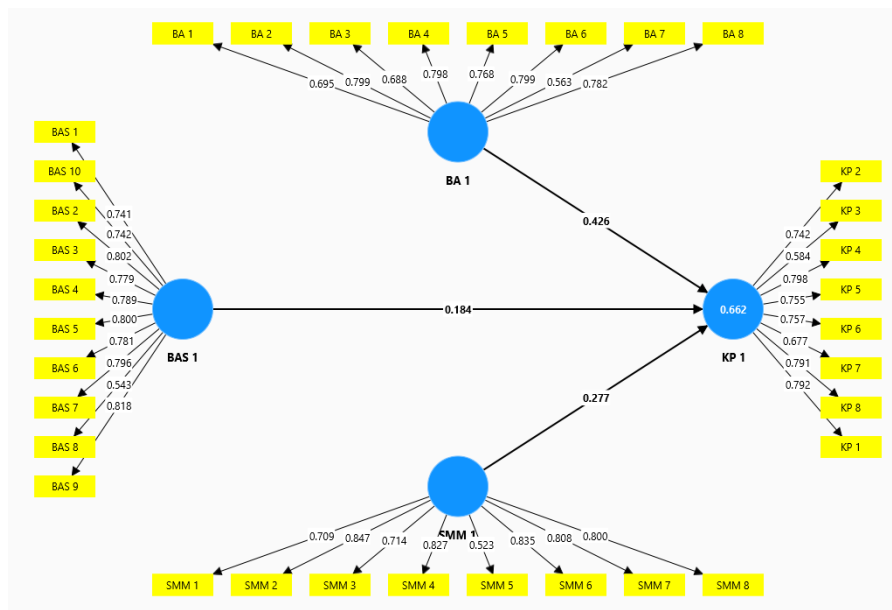 BA 1 BA 2 BA 3 BA 4 BA 5 BA 6 BA 7 BA 8
0.695 0.799 0.688 0.798 0.768 0.799 0.563 0.782
BA 1
BAS 1
BAS 10
BAS 2
BAS 3
BAS 4
BAS 5
BAS 6
BAS 7
BAS 8
BAS 9
0.741
0.742
0.802
0.779
0.789
0.800
0.781
0.796
0.543
0.818
BAS 1
0.426
0.184
0.277
0.662
KP 1
0.742
0.584
0.798
0.755
0.757
0.677
0.791
0.792
KP 2
KP 3
KP 4
KP 5
KP 6
KP 7
KP 8
KP 1
SMM 1
0.709 0.847 0.714 0.827 0.523 0.835 0.808 0.800
SMM 1 SMM 2 SMM 3 SMM 4 SMM 5 SMM 6 SMM 7 SMM 8